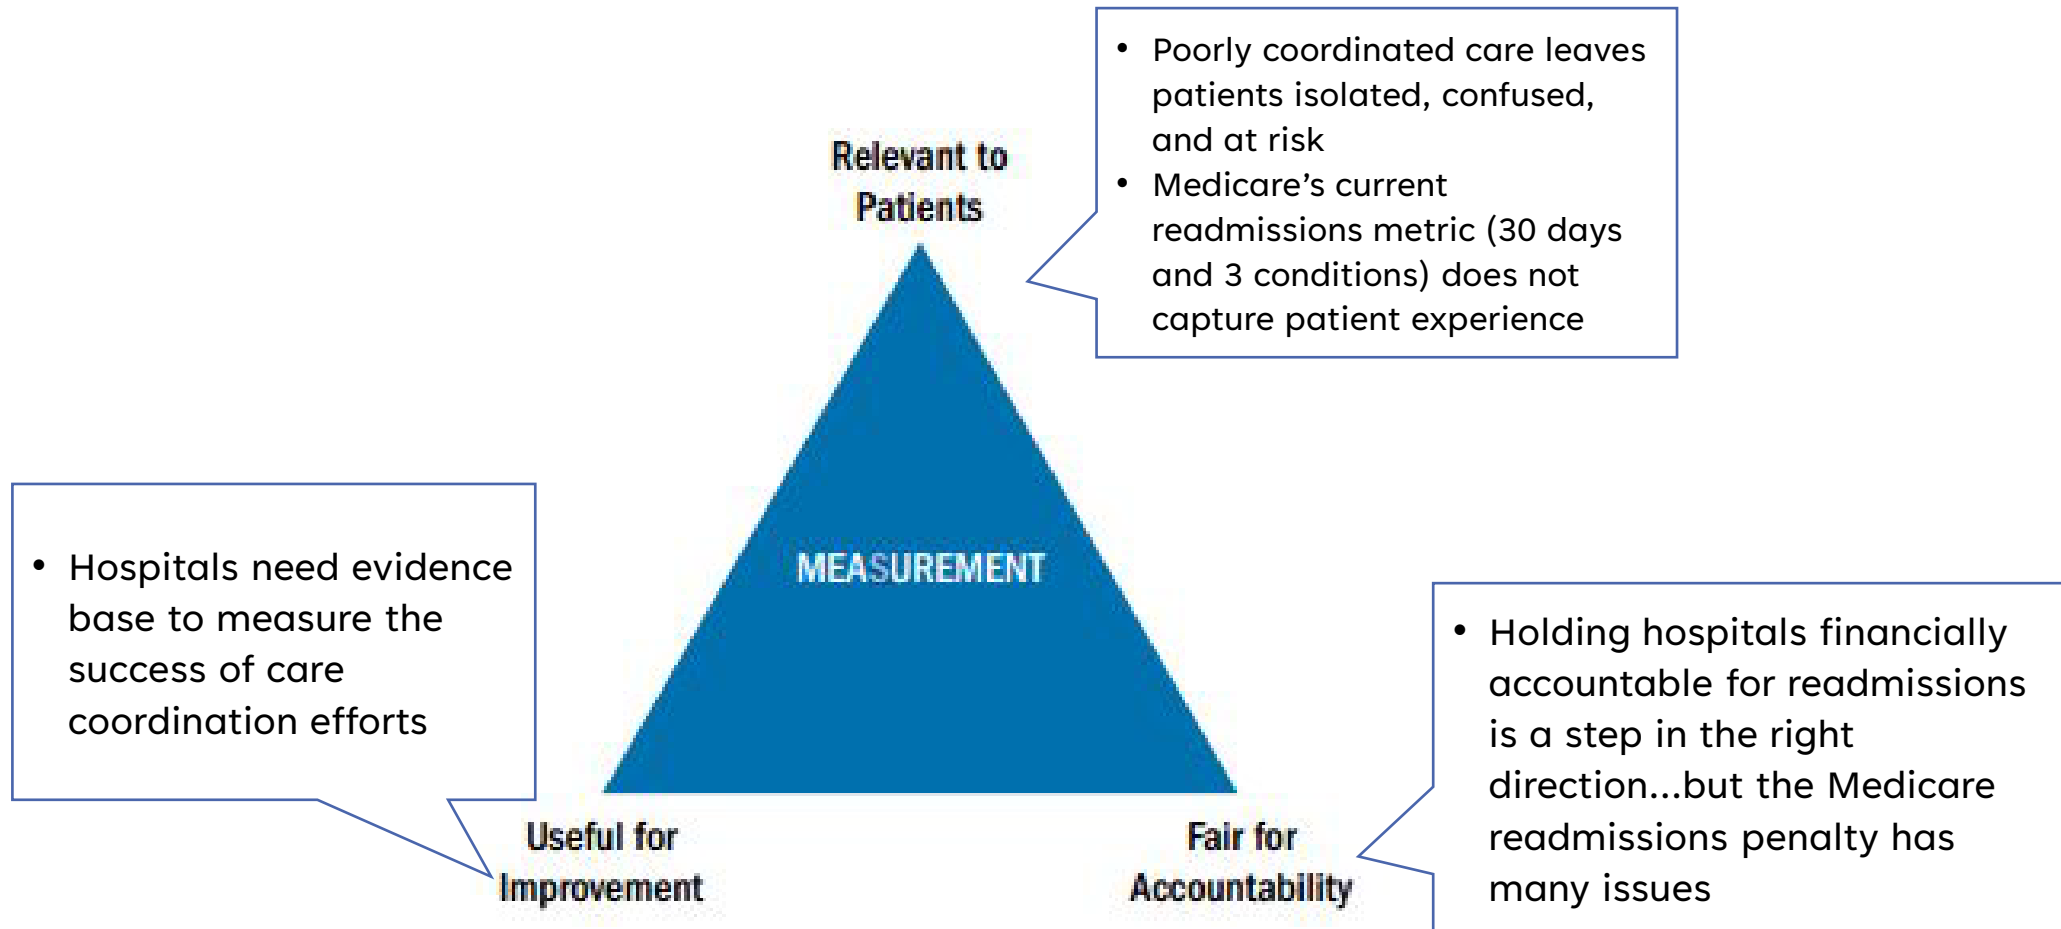 • Poorly coordinated care leaves
patients isolated, confused,
and at risk
• Medicare’s current
readmissions metric (30 days
and 3 conditions) does not
capture patient experience
Relevant to
Patients
MEASUREMENT
• Hospitals need evidence
base to measure the
success of care
coordination efforts
• Holding hospitals financially
accountable for readmissions
is a step in the right
direction…but the Medicare
readmissions penalty has
many issues
Useful for
Improvement
Fair for
Accountability